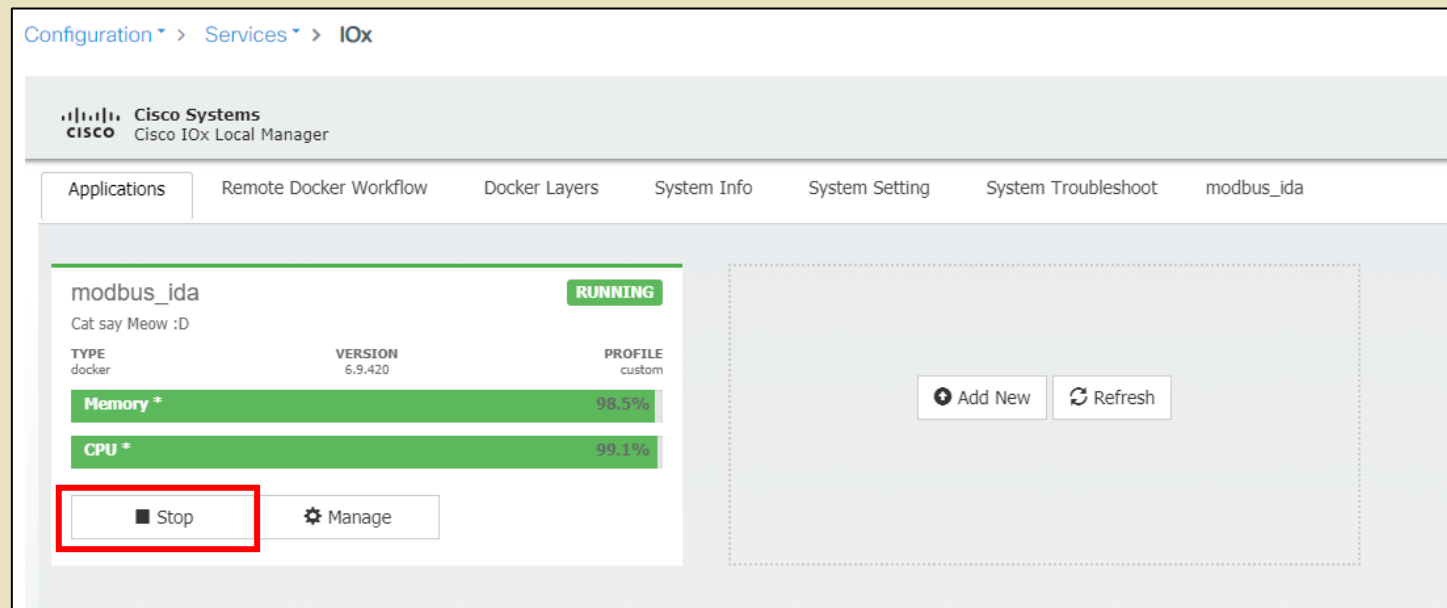 Configuration > Services > IOx
CISCO
Cisco Systems
Cisco IOx Local Manager
Applications Remote Docker Workflow Docker Layers System Info System Setting System Troubleshoot modbus_ida
modbus_ida RUNNING
Cat say Meow :D
TYPE VERSION PROFILE
docker 6.9.420 custom
Memory * 98.5%
CPU * 99.1%
Stop Manage
Add New Refresh